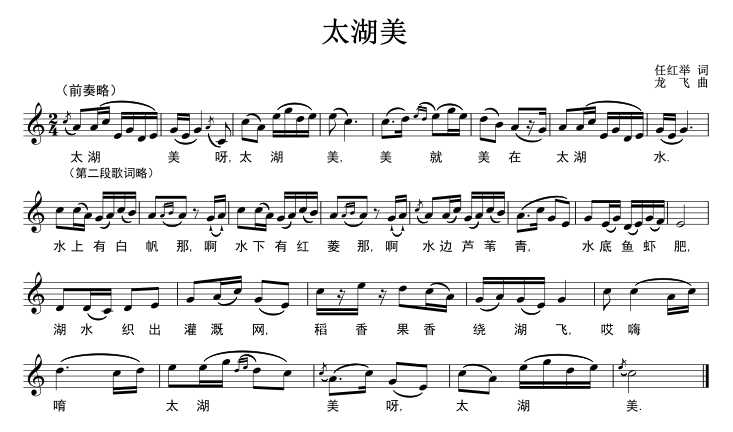 太湖美
任红举 词
龙 飞 曲
（前奏略）
2
4
太湖 美 呀,太 湖 美, 美 就 美在 太湖 水.
（第二段歌词略）
水上有白 帆那,啊 水下有红 菱那,啊 水边芦苇 青, 水底鱼虾 肥,
湖水 织出 灌溉 网, 稻 香 果香 绕 湖 飞, 哎 嗨
唷 太 湖 美 呀, 太 湖 美.